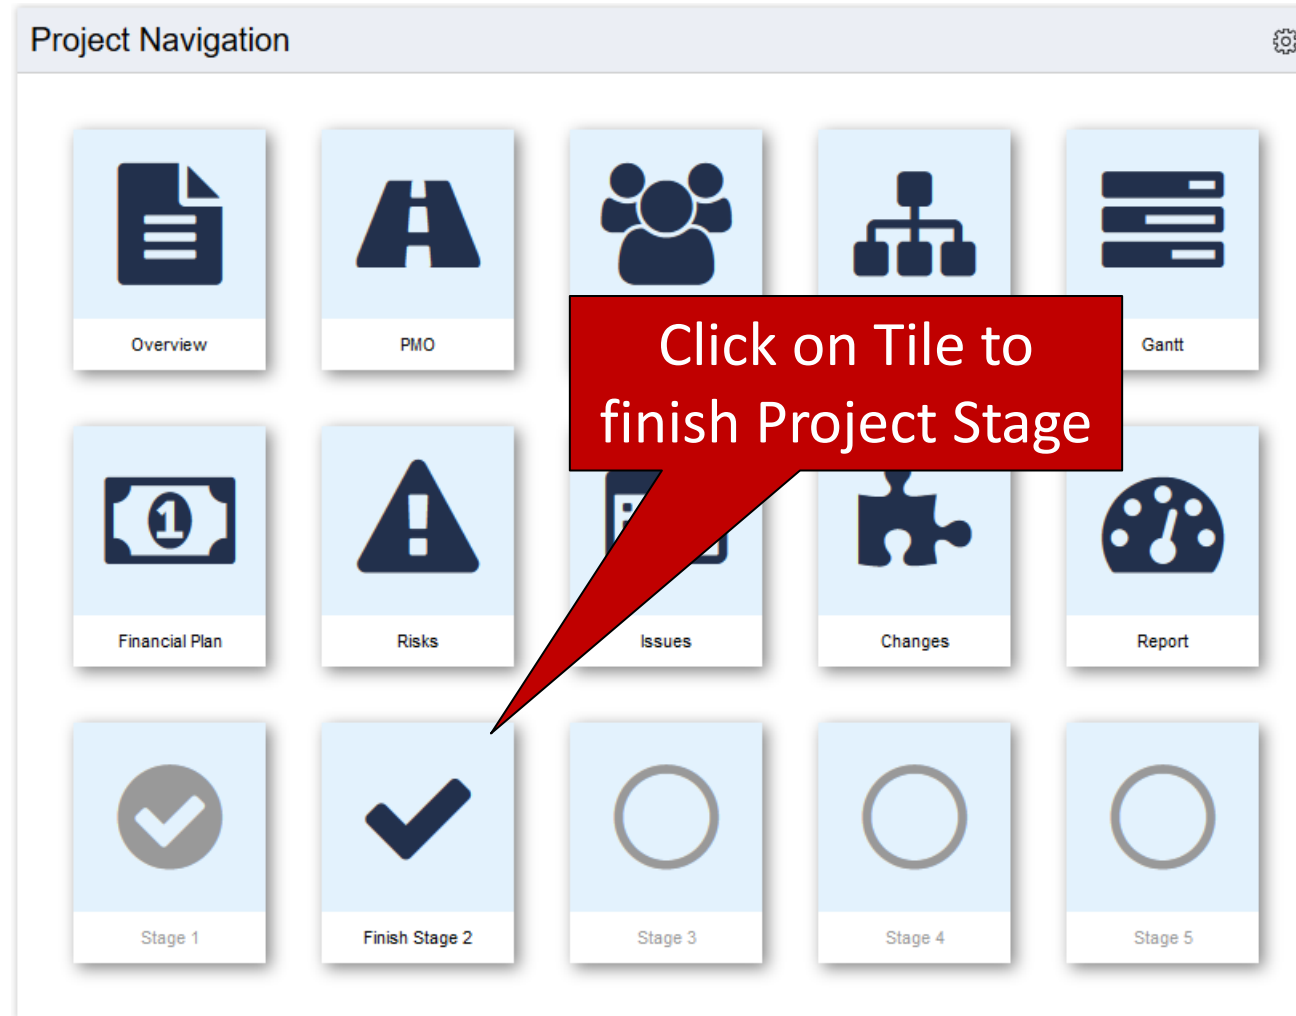 Project Navigation
Overview
PMO
Gantt
Click on Tile to
finish Project Stage
1
Financial Plan
Risks
Issues
Changes
Report
Stage 1
Finish Stage 2
Stage 3
Stage 4
Stage 5